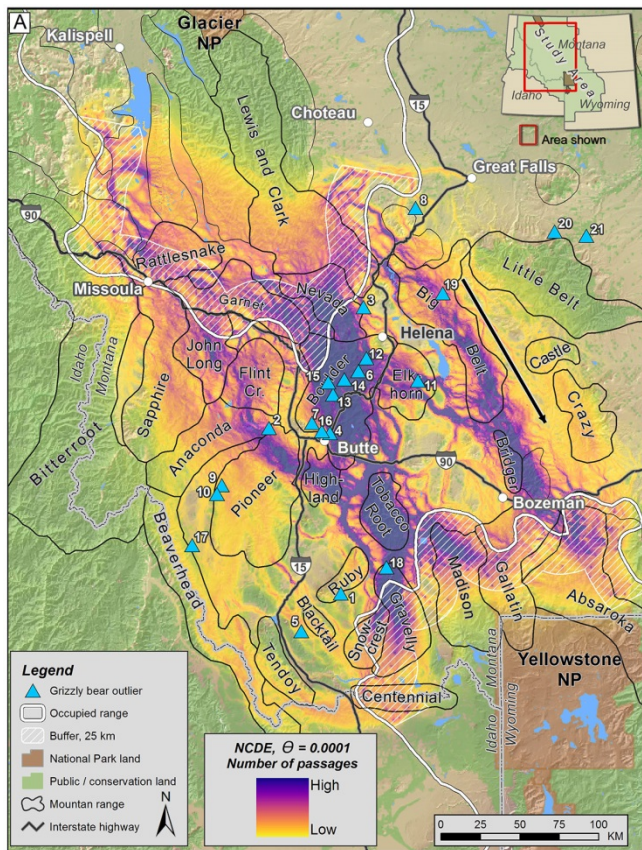 A
Kalispell
Glacier
NP
Study Area
Montana
Idaho
Wyoming
Area
shown
15
Choteau
Lewis and Clark
Great Falls
8
20
21
90
Rattlesnake
Little Belt
Missoula
Garnet
Nevada
3
Big
19
Belt
Helena
Castle
Idaho
Montana
John
Long
Flint
Cr.
Boulder
12
15
6
14
13
Elk
horn
11
Crazy
Sapphire
Bitterroot
Anaconda
2
7
16
4
Butte
Bridger
90
9
10
Pioneer
High-
land
Tobacco
Root
Bozeman
17
Beaverhead
15
Ruby
1
18
Madison
Gallatin
Absaroka
5
Blacktail
Snow-
crest
Gravelly
Tendoy
Centennial
Yellowstone
NP
Idaho
Montana
Wyoming
Legend
Grizzly bear outlier
Occupied range
Buffer, 25 km
National Park land
Public / conservation land
Mountan range
Interstate highway
N
NCDE, Θ = 0.0001
Number of passages
High
Low
0 25 50 75 100
KM